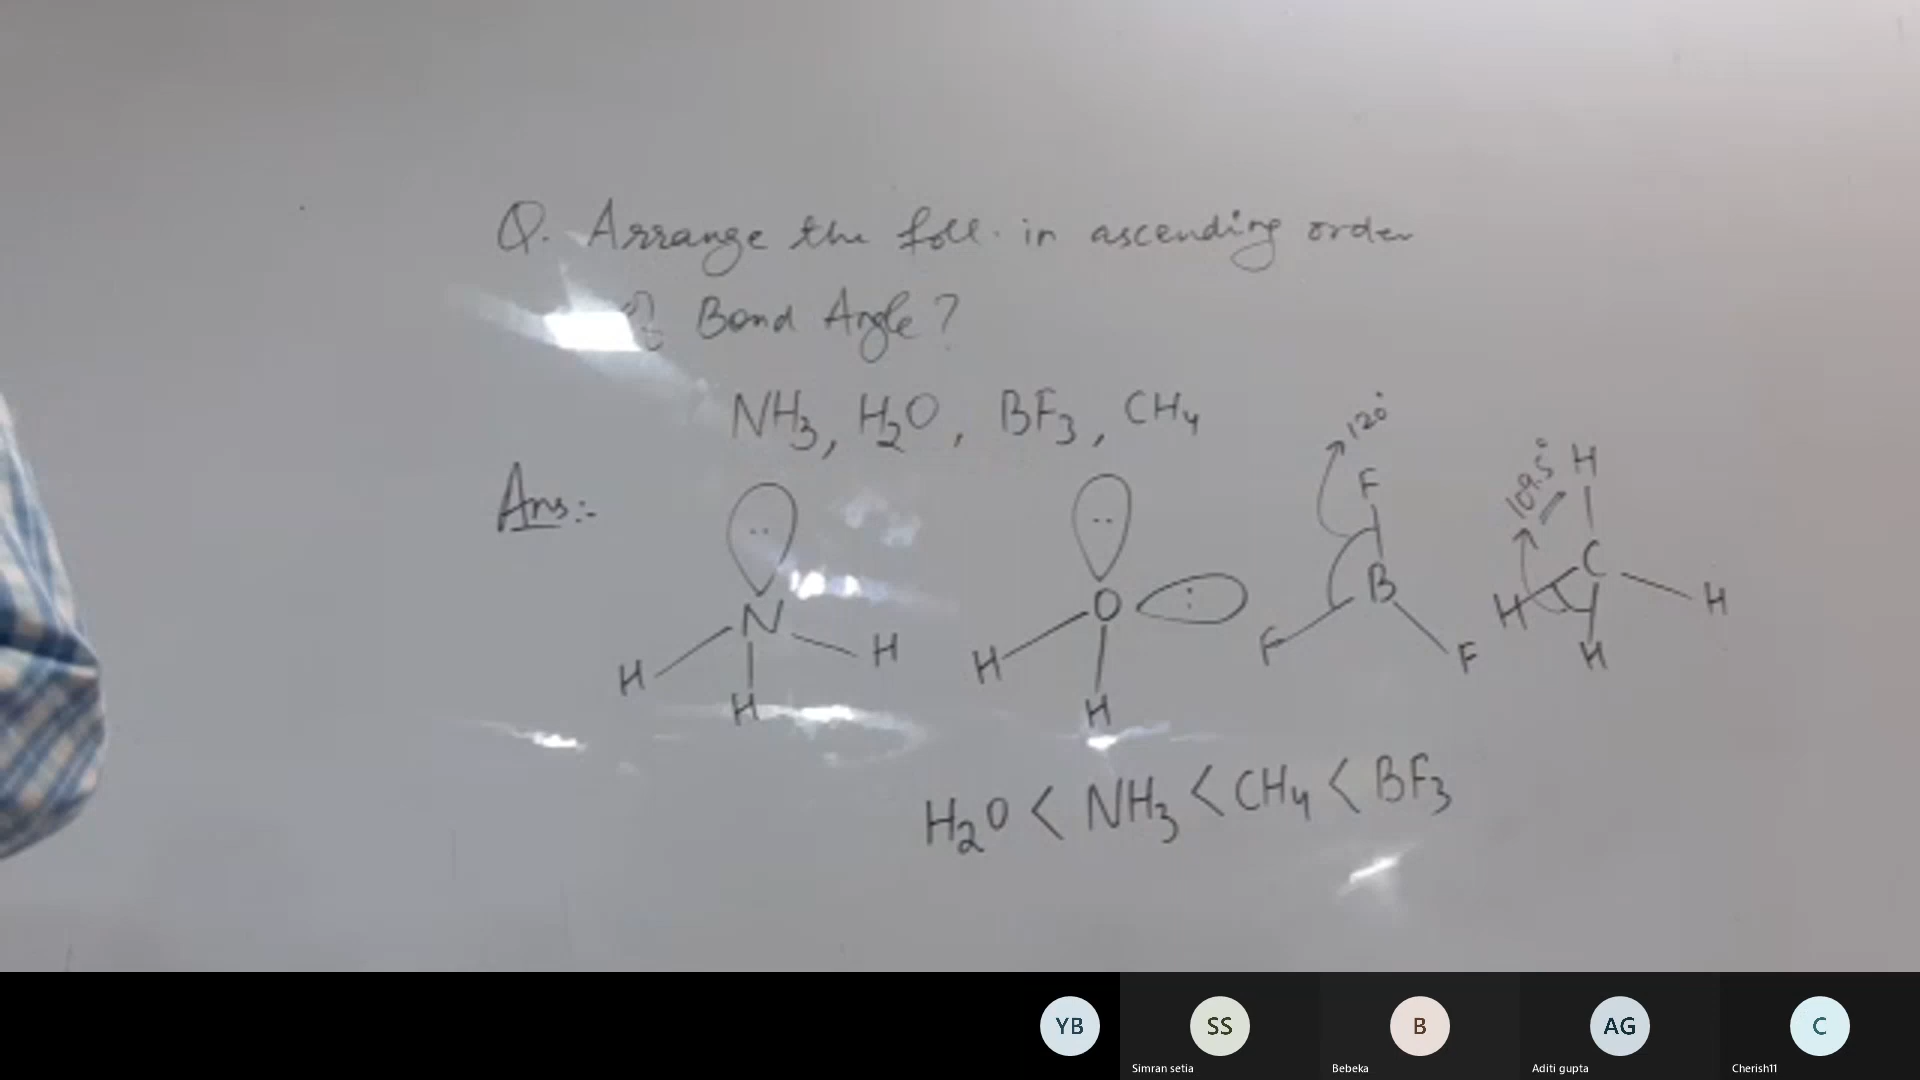 Q. Arrange the foll. in ascending order
of Bond Angle?
NH3, H2O, BF3, CH4
Ans:-
N H H H
O H H
120°
F B F F
109.5°
H C H H H
H2O < NH3 < CH4 < BF3
YB SS B AG C
Simran setia Bebeka Aditi gupta Cherish11